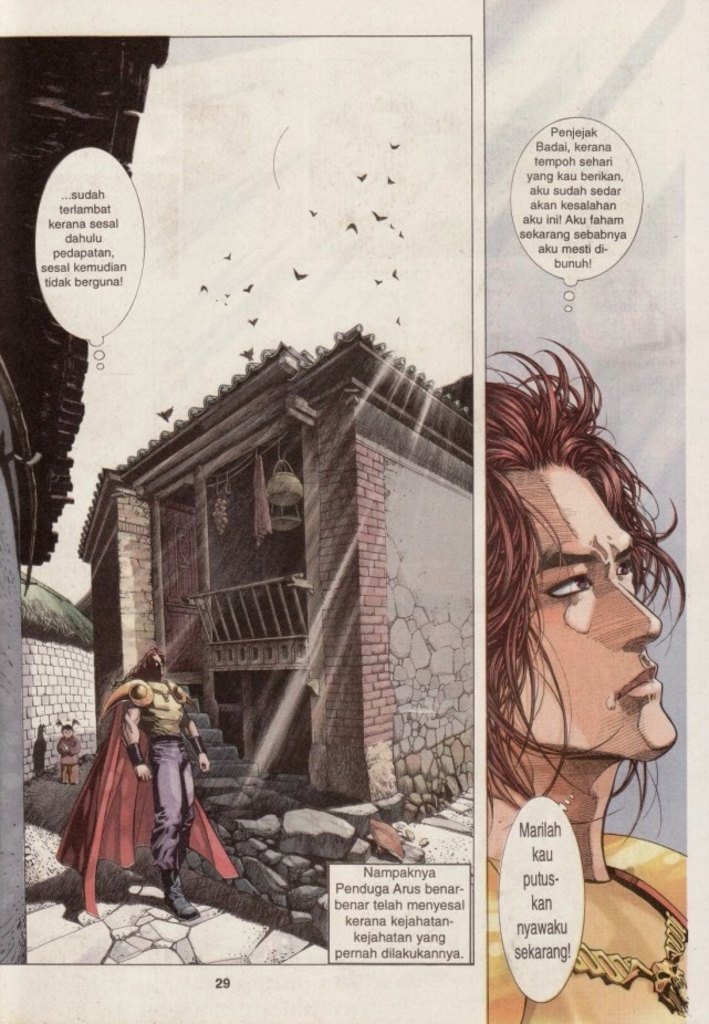 ...sudah
terlambat
kerana sesal
dahulu
pedapatan,
sesal kemudian
tidak berguna!
Nampaknya
Penduga Arus benar-
benar telah menyesal
kerana kejahatan-
kejahatan yang
pernah dilakukannya.
29
Penjejak
Badai, kerana
tempoh sehari
yang kau berikan,
aku sudah sedar
akan kesalahan
aku ini! Aku faham
sekarang sebabnya
aku mesti di-
bunuh!
Marilah
kau
putus-
kan
nyawaku
sekarang!